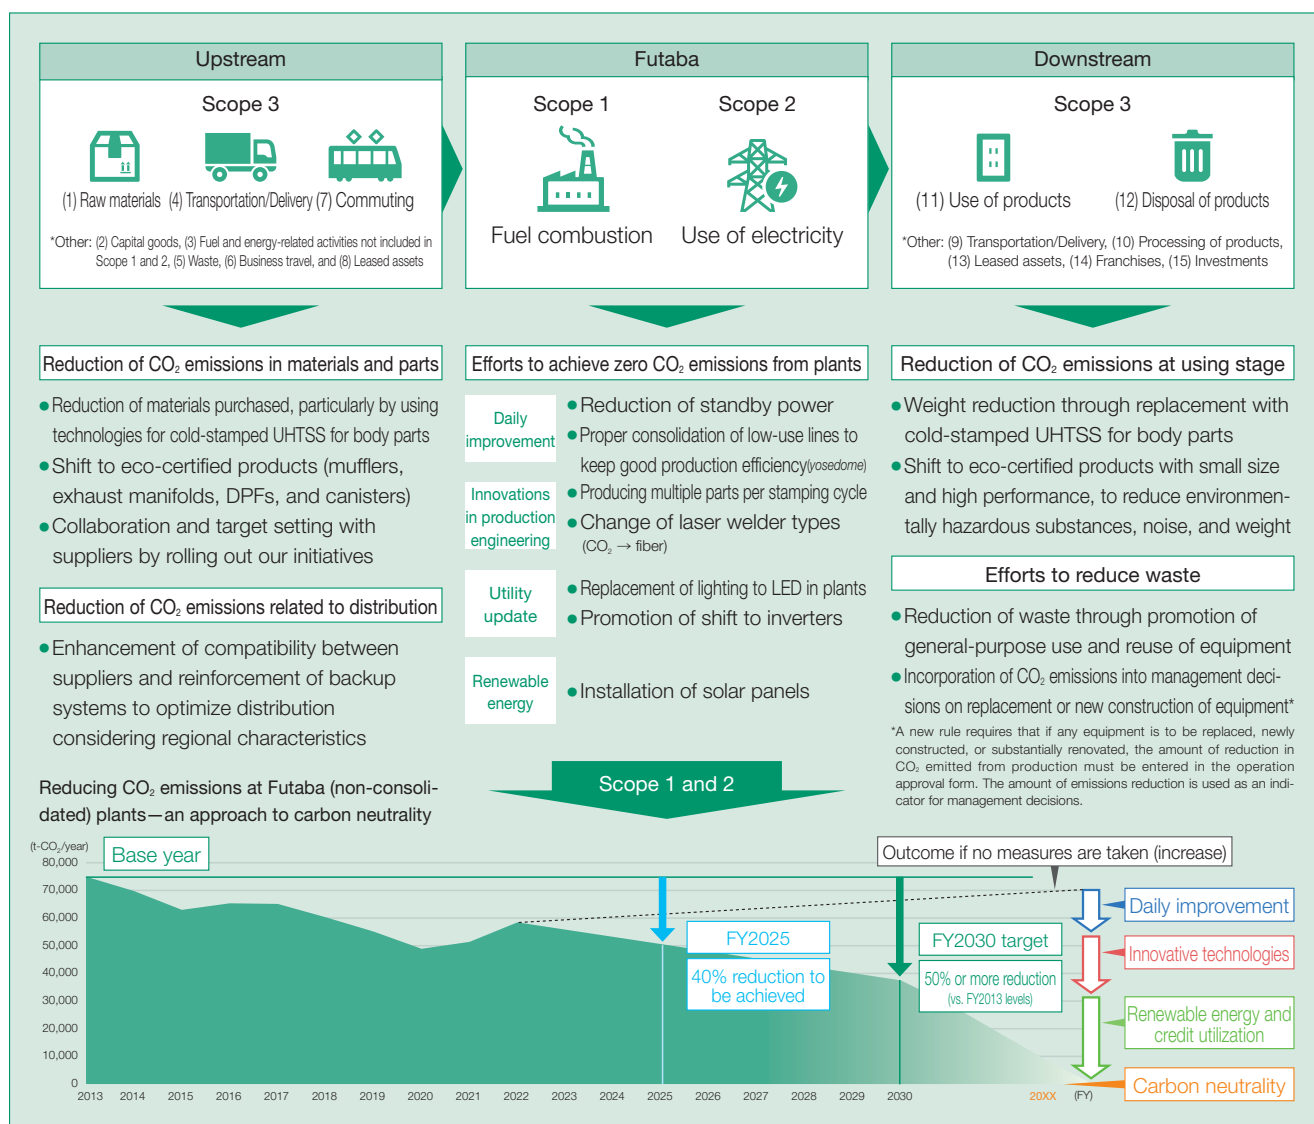 Upstream
Scope 3
(1) Raw materials
(4) Transportation/Delivery
(7) Commuting
*Other: (2) Capital goods, (3) Fuel and energy-related activities not included in
Scope 1 and 2, (5) Waste, (6) Business travel, and (8) Leased assets
Futaba
Scope 1
Fuel combustion
Scope 2
Use of electricity
Downstream
Scope 3
(11) Use of products
(12) Disposal of products
*Other: (9) Transportation/Delivery, (10) Processing of products,
(13) Leased assets, (14) Franchises, (15) Investments
Reduction of CO₂ emissions in materials and parts
● Reduction of materials purchased, particularly by using
technologies for cold-stamped UHTSS for body parts
● Shift to eco-certified products (mufflers,
exhaust manifolds, DPFs, and canisters)
● Collaboration and target setting with
suppliers by rolling out our initiatives
Reduction of CO₂ emissions related to distribution
● Enhancement of compatibility between
suppliers and reinforcement of backup
systems to optimize distribution
considering regional characteristics
Efforts to achieve zero CO₂ emissions from plants
Daily
improvement
● Reduction of standby power
● Proper consolidation of low-use lines to
keep good production efficiency(yosedome)
Innovations
in production
engineering
● Producing multiple parts per stamping cycle
● Change of laser welder types
(CO₂ → fiber)
Utility
update
● Replacement of lighting to LED in plants
● Promotion of shift to inverters
Renewable
energy
● Installation of solar panels
Reduction of CO₂ emissions at using stage
● Weight reduction through replacement with
cold-stamped UHTSS for body parts
● Shift to eco-certified products with small size
and high performance, to reduce environmen-
tally hazardous substances, noise, and weight
Efforts to reduce waste
● Reduction of waste through promotion of
general-purpose use and reuse of equipment
● Incorporation of CO₂ emissions into management deci-
sions on replacement or new construction of equipment*
*A new rule requires that if any equipment is to be replaced, newly
constructed, or substantially renovated, the amount of reduction in
CO₂ emitted from production must be entered in the operation
approval form. The amount of emissions reduction is used as an indi-
cator for management decisions.
Scope 1 and 2
Reducing CO₂ emissions at Futaba (non-consoli-
dated) plants—an approach to carbon neutrality
(t-CO₂/year)
80,000
70,000
60,000
50,000
40,000
30,000
20,000
10,000
0
Base year
Outcome if no measures are taken (increase)
FY2025
40% reduction to
be achieved
FY2030 target
50% or more reduction
(vs. FY2013 levels)
Daily improvement
Innovative technologies
Renewable energy and
credit utilization
Carbon neutrality
2013 2014 2015 2016 2017 2018 2019 2020 2021 2022 2023 2024 2025 2026 2027 2028 2029 2030 20XX (FY)